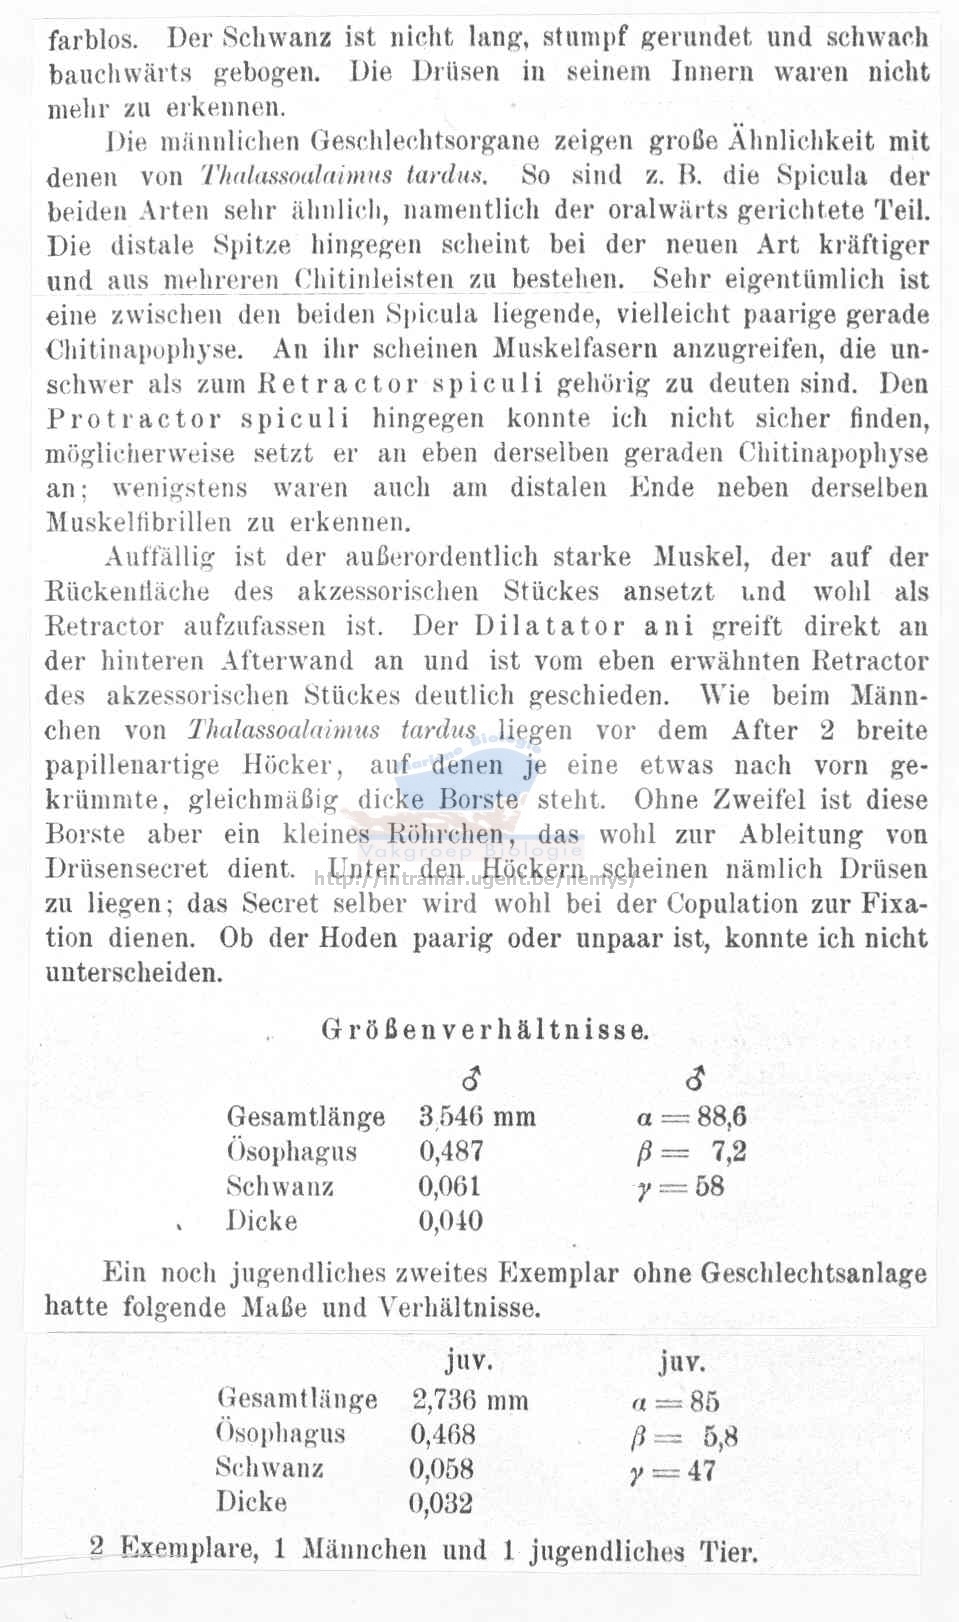 farblos. Der Schwanz ist nicht lang, stumpf gerundet und schwach
bauchwärts gebogen. Die Drüsen in seinem Innern waren nicht
mehr zu erkennen.
Die männlichen Geschlechtsorgane zeigen große Ähnlichkeit mit
denen von Thalassoalaimus tardus. So sind z. B. die Spicula der
beiden Arten sehr ähnlich, namentlich der oralwärts gerichtete Teil.
Die distale Spitze hingegen scheint bei der neuen Art kräftiger
und aus mehreren Chitinleisten zu bestehen. Sehr eigentümlich ist
eine zwischen den beiden Spicula liegende, vielleicht paarige gerade
Chitinapophyse. An ihr scheinen Muskelfasern anzugreifen, die un-
schwer als zum Retractor spiculi gehörig zu deuten sind. Den
Protractor spiculi hingegen konnte ich nicht sicher finden,
möglicherweise setzt er an eben derselben geraden Chitinapophyse
an; wenigstens waren auch am distalen Ende neben derselben
Muskelfibrillen zu erkennen.
Auffällig ist der außerordentlich starke Muskel, der auf der
Rückenfläche des akzessorischen Stückes ansetzt und wohl als
Retractor aufzufassen ist. Der Dilatator ani greift direkt an
der hinteren Afterwand an und ist vom eben erwähnten Retractor
des akzessorischen Stückes deutlich geschieden. Wie beim Männ-
chen von Thalassoalaimus tardus liegen vor dem After 2 breite
papillenartige Höcker, auf denen je eine etwas nach vorn ge-
krümmte, gleichmäßig dicke Borste steht. Ohne Zweifel ist diese
Borste aber ein kleines Röhrchen, das wohl zur Ableitung von
Drüsensecret dient. Unter den Höckern scheinen nämlich Drüsen
zu liegen; das Secret selber wird wohl bei der Copulation zur Fixa-
tion dienen. Ob der Hoden paarig oder unpaar ist, konnte ich nicht
unterscheiden.
Marine Biologie
Vakgroep Biologie
http://intramar.ugent.be/nemys/
Größenverhältnisse.
♂ ♂
Gesamtlänge 3,546 mm α = 88,6
Ösophagus 0,487 β = 7,2
Schwanz 0,061 γ = 58
Dicke 0,040
Ein noch jugendliches zweites Exemplar ohne Geschlechtsanlage
hatte folgende Maße und Verhältnisse.
juv. juv.
Gesamtlänge 2,736 mm α = 85
Ösophagus 0,468 β = 5,8
Schwanz 0,058 γ = 47
Dicke 0,032
2 Exemplare, 1 Männchen und 1 jugendliches Tier.